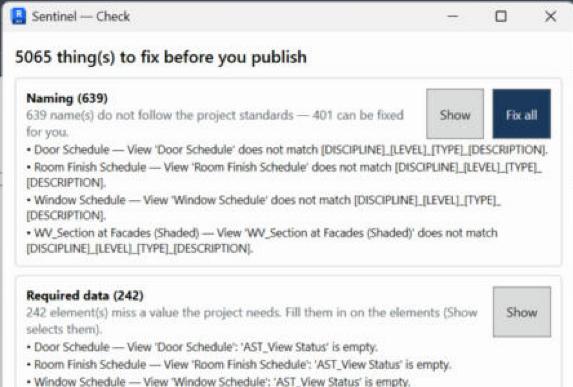 Sentinel — Check
5065 thing(s) to fix before you publish
Naming (639)
639 name(s) do not follow the project standards — 401 can be fixed
for you.
Show
Fix all
• Door Schedule — View 'Door Schedule' does not match [DISCIPLINE]_[LEVEL]_[TYPE]_[DESCRIPTION].
• Room Finish Schedule — View 'Room Finish Schedule' does not match [DISCIPLINE]_[LEVEL]_[TYPE]_
[DESCRIPTION].
• Window Schedule — View 'Window Schedule' does not match [DISCIPLINE]_[LEVEL]_[TYPE]_
[DESCRIPTION].
• WV_Section at Facades (Shaded) — View 'WV_Section at Facades (Shaded)' does not match
[DISCIPLINE]_[LEVEL]_[TYPE]_[DESCRIPTION].
Required data (242)
242 element(s) miss a value the project needs. Fill them in on the elements (Show
selects them).
Show
• Door Schedule — View 'Door Schedule': 'AST_View Status' is empty.
• Room Finish Schedule — View 'Room Finish Schedule': 'AST_View Status' is empty.
• Window Schedule — View 'Window Schedule': 'AST_View Status' is empty.